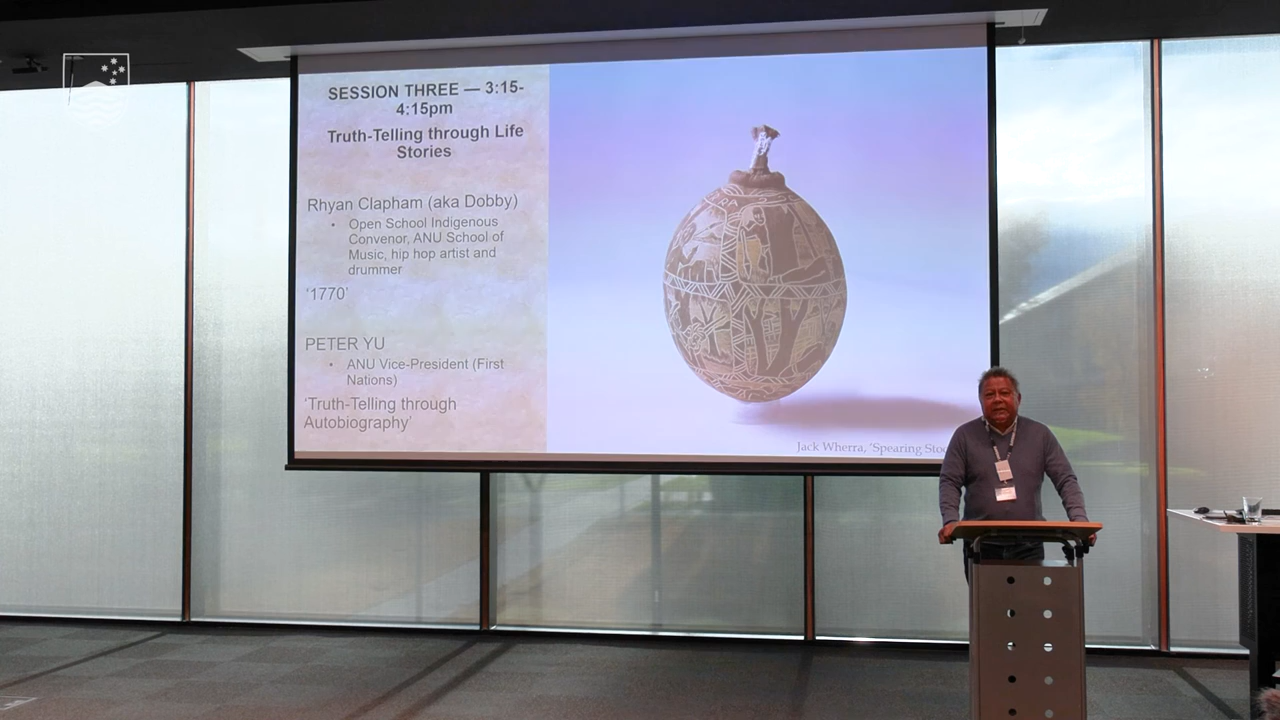 SESSION THREE — 3:15-
4:15pm
Truth-Telling through Life
Stories
Rhyan Clapham (aka Dobby)
• Open School Indigenous
Convenor, ANU School of
Music, hip hop artist and
drummer
‘1770’
PETER YU
• ANU Vice-President (First
Nations)
‘Truth-Telling through
Autobiography’
Jack Wherra, ‘Spearing